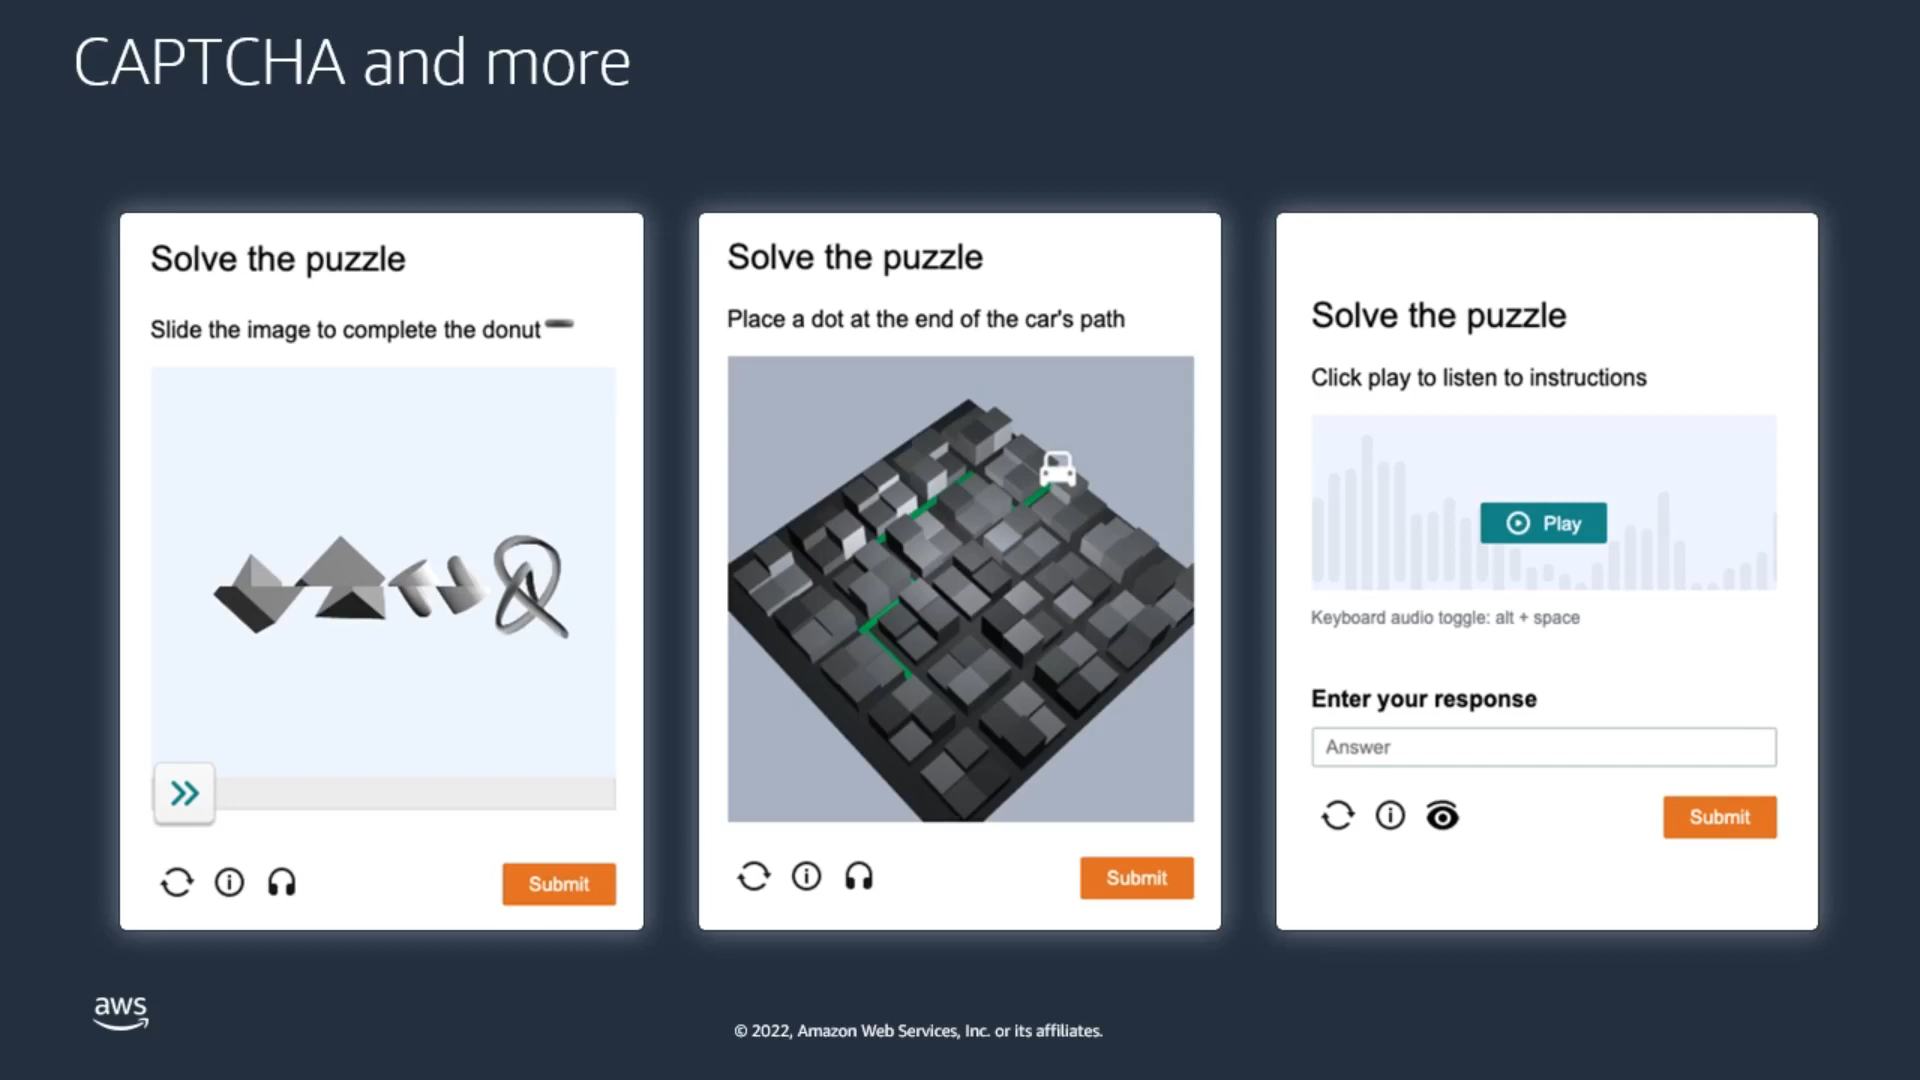 CAPTCHA and more
Solve the puzzle
Slide the image to complete the donut
Submit
Solve the puzzle
Place a dot at the end of the car's path
Submit
Solve the puzzle
Click play to listen to instructions
Play
Keyboard audio toggle: alt + space
Enter your response
Answer
Submit
aws
© 2022, Amazon Web Services, Inc. or its affiliates.